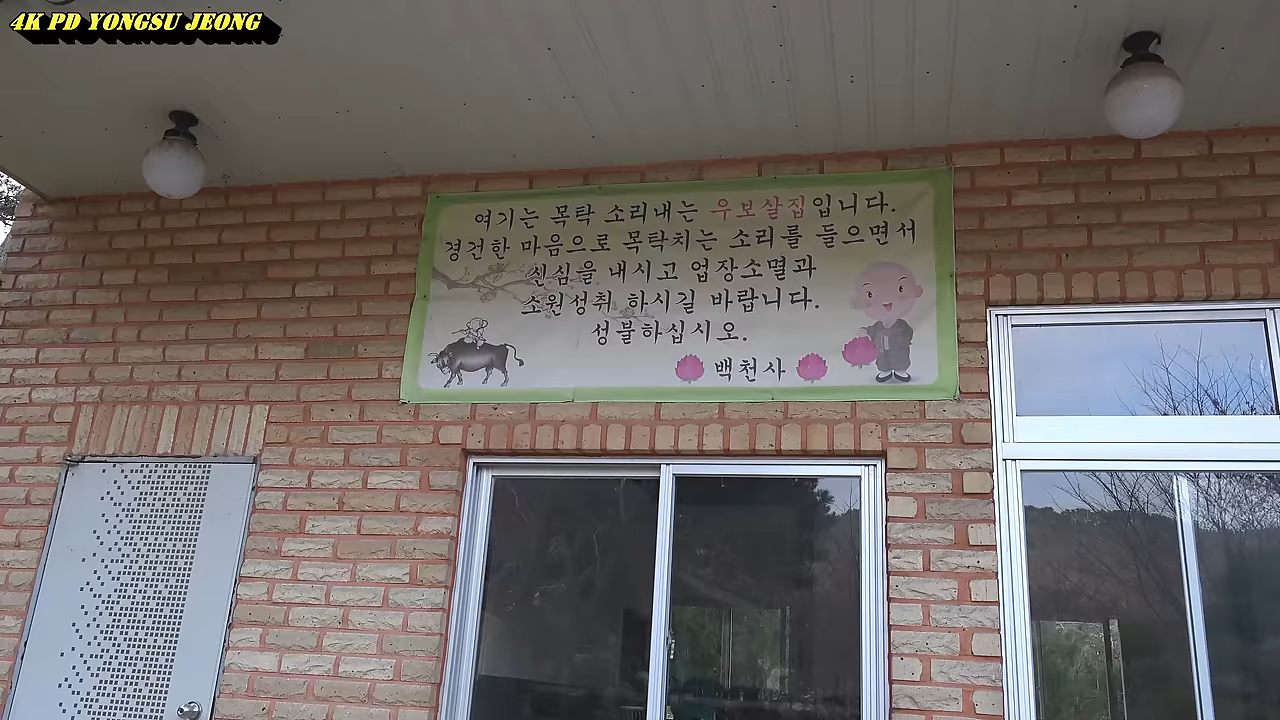 4K PD YONGSU JEONG
여기는 목탁 소리내는 우보살집입니다.
경건한 마음으로 목탁치는 소리를 들으면서
신심을 내시고 업장소멸과
소원성취 하시길 바랍니다.
성불하십시오.
백천사